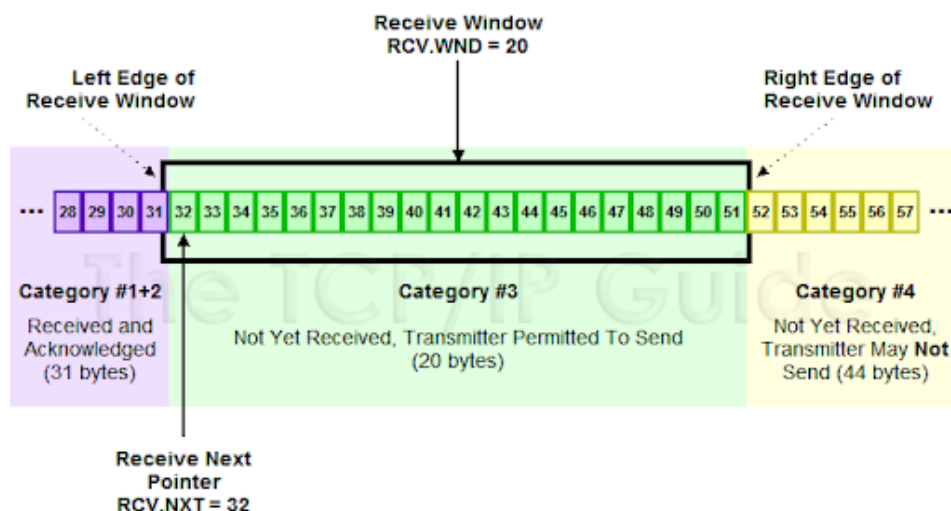 Receive Window
RCV.WND = 20
Left Edge of
Receive Window
Right Edge of
Receive Window
... 28 29 30 31 32 33 34 35 36 37 38 39 40 41 42 43 44 45 46 47 48 49 50 51 52 53 54 55 56 57 ...
The TCP/IP Guide
Category #1+2
Received and
Acknowledged
(31 bytes)
Category #3
Not Yet Received, Transmitter Permitted To Send
(20 bytes)
Category #4
Not Yet Received,
Transmitter May Not
Send (44 bytes)
Receive Next
Pointer
RCV.NXT = 32